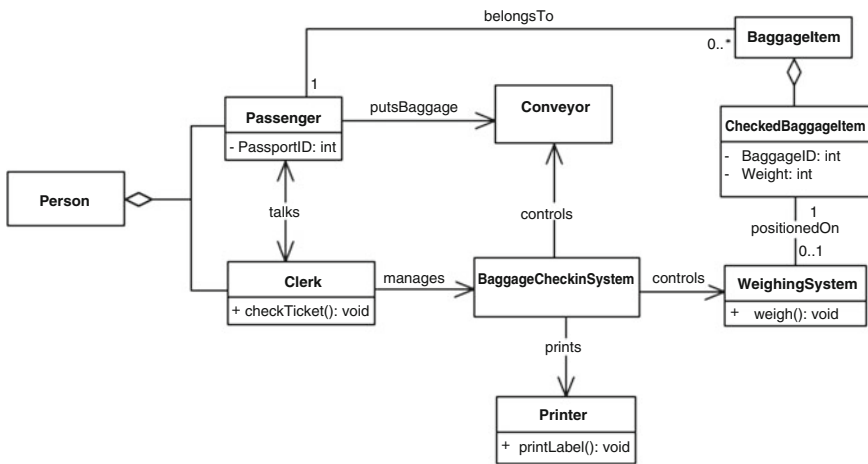 belongsTo
0..*
BaggageItem
1
Passenger
- PassportID: int
putsBaggage
Conveyor
CheckedBaggageItem
- BaggageID: int
- Weight: int
Person
talks
controls
1
positionedOn
0..1
Clerk
+ checkTicket(): void
manages
BaggageCheckinSystem
controls
WeighingSystem
+ weigh(): void
prints
Printer
+ printLabel(): void